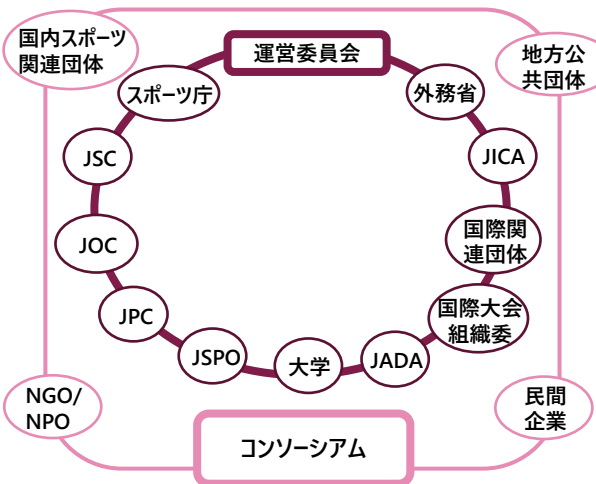 国内スポーツ
関連団体
運営委員会
地方公
共団体
スポーツ庁
外務省
JSC
JICA
JOC
国際関
連団体
JPC
国際大会
組織委
JSPO
大学
JADA
NGO/
NPO
民間
企業
コンソーシアム